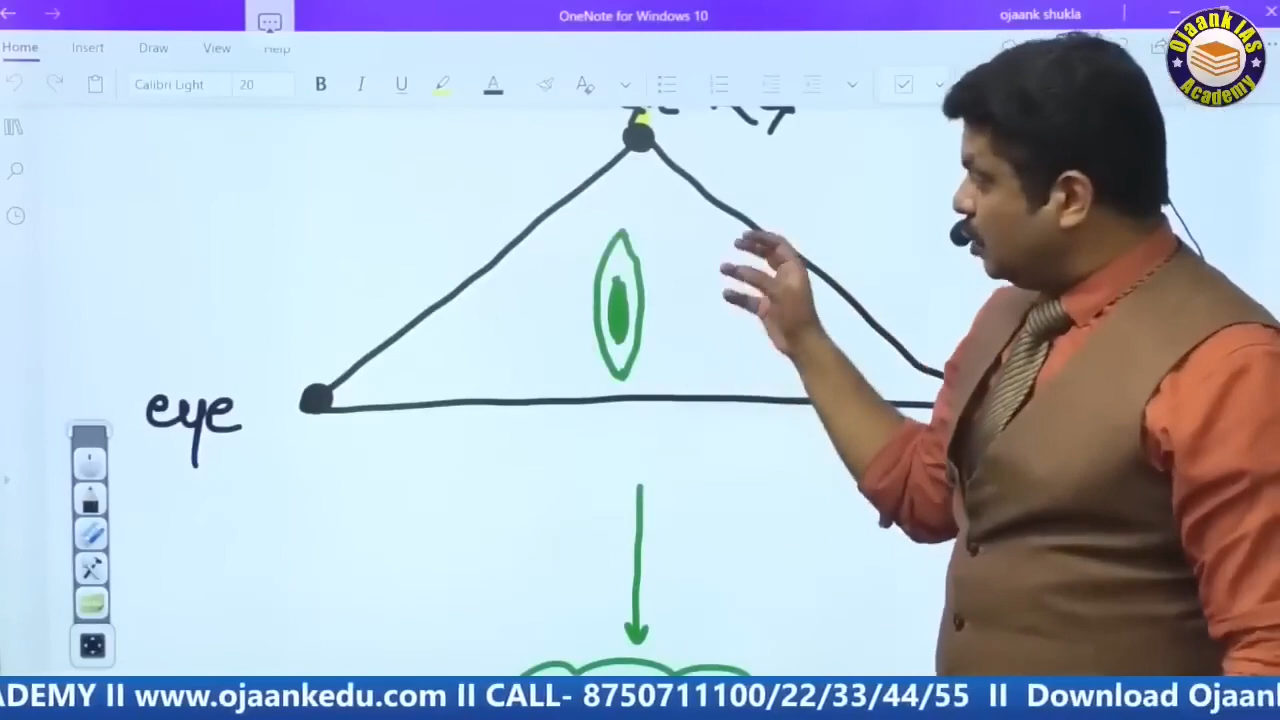 OneNote for Windows 10
ojaank shukla
Home Insert Draw View Help
Calibri Light 20 B I U A
Ojaank IAS
Academy
eye
ADEMY II www.ojaankedu.com II CALL- 8750711100/22/33/44/55 II Download Ojaan